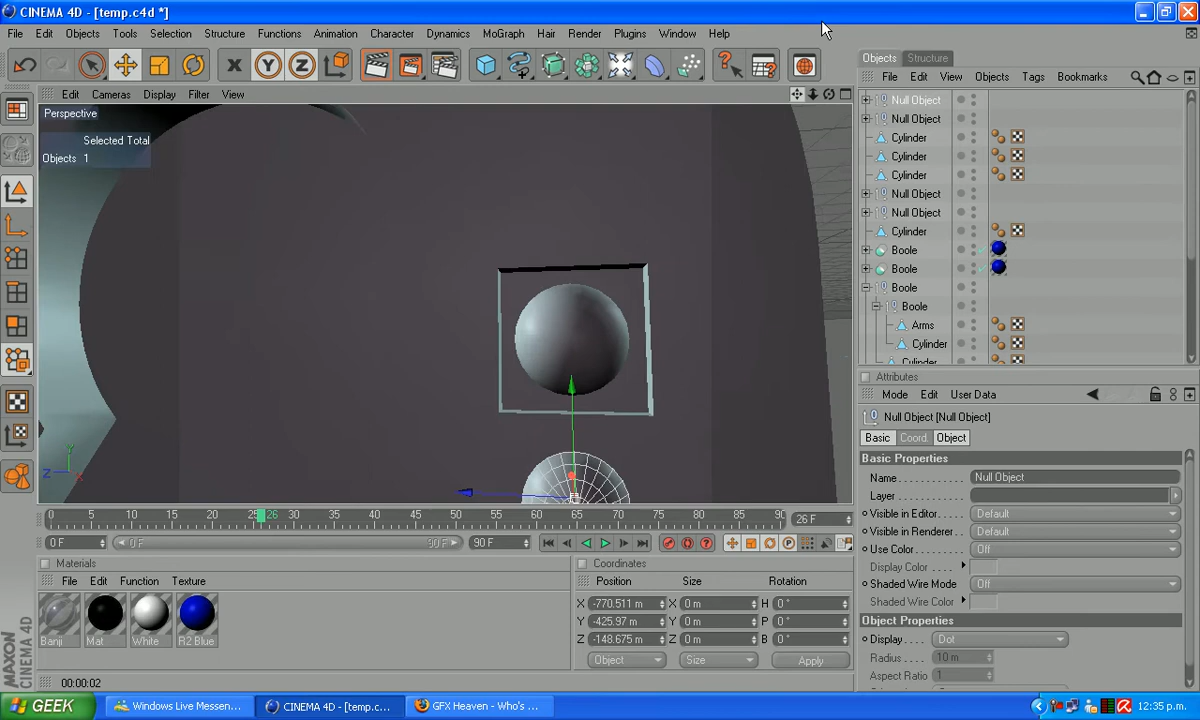 CINEMA 4D - [temp.c4d *]
File Edit Objects Tools Selection Structure Functions Animation Character Dynamics MoGraph Hair Render Plugins Window Help
Objects Structure
File Edit View Objects Tags Bookmarks
Edit Cameras Display Filter View
Perspective
Selected Total
Objects 1
Null Object
Null Object
Cylinder
Cylinder
Cylinder
Null Object
Null Object
Cylinder
Boole
Boole
Boole
Boole
Arms
Cylinder
Cylinder
Attributes
Mode Edit User Data
Null Object [Null Object]
Basic Coord. Object
Basic Properties
Name Null Object
Layer
Visible in Editor Default
Visible in Renderer Default
Use Color Off
Display Color
Shaded Wire Mode Off
Shaded Wire Color
Object Properties
Display Dot
Radius 10 m
Aspect Ratio 1
Y
Z X
0 5 10 15 20 25 26 30 35 40 45 50 55 60 65 70 75 80 85 90 26 F
0 F 0 F 90 F 90 F
Materials
File Edit Function Texture
Banji Mat White R2 Blue
Coordinates
Position Size Rotation
X -770.511 m X 0 m H 0 °
Y -425.97 m Y 0 m P 0 °
Z -148.675 m Z 0 m B 0 °
Object Size Apply
MAXON
CINEMA 4D
00:00:02
GEEK Windows Live Messen... CINEMA 4D - [temp.c... GFX Heaven - Who's ... 12:35 p.m.